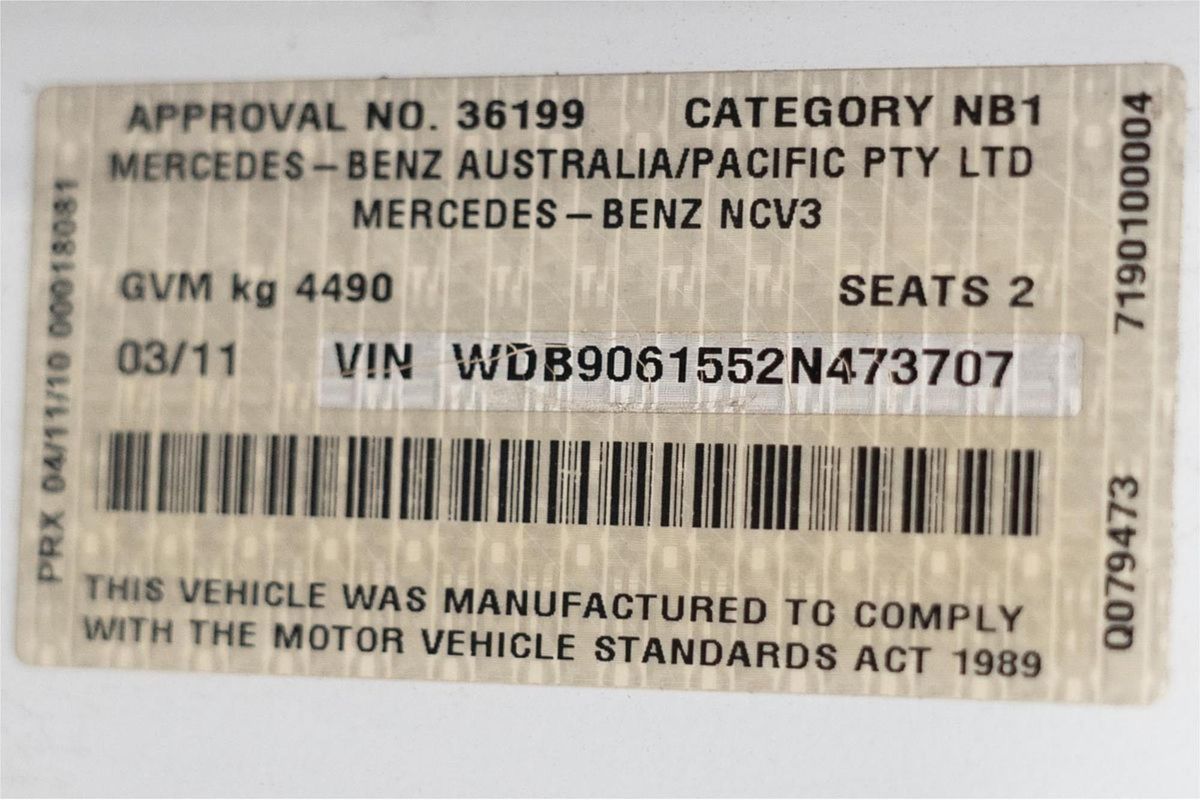 APPROVAL NO. 36199 CATEGORY NB1
MERCEDES-BENZ AUSTRALIA/PACIFIC PTY LTD
MERCEDES-BENZ NCV3
GVM kg 4490 SEATS 2
03/11 VIN WDB9061552N473707
THIS VEHICLE WAS MANUFACTURED TO COMPLY
WITH THE MOTOR VEHICLE STANDARDS ACT 1989
PRX 04/11/10 00018081
7190100004
Q079473